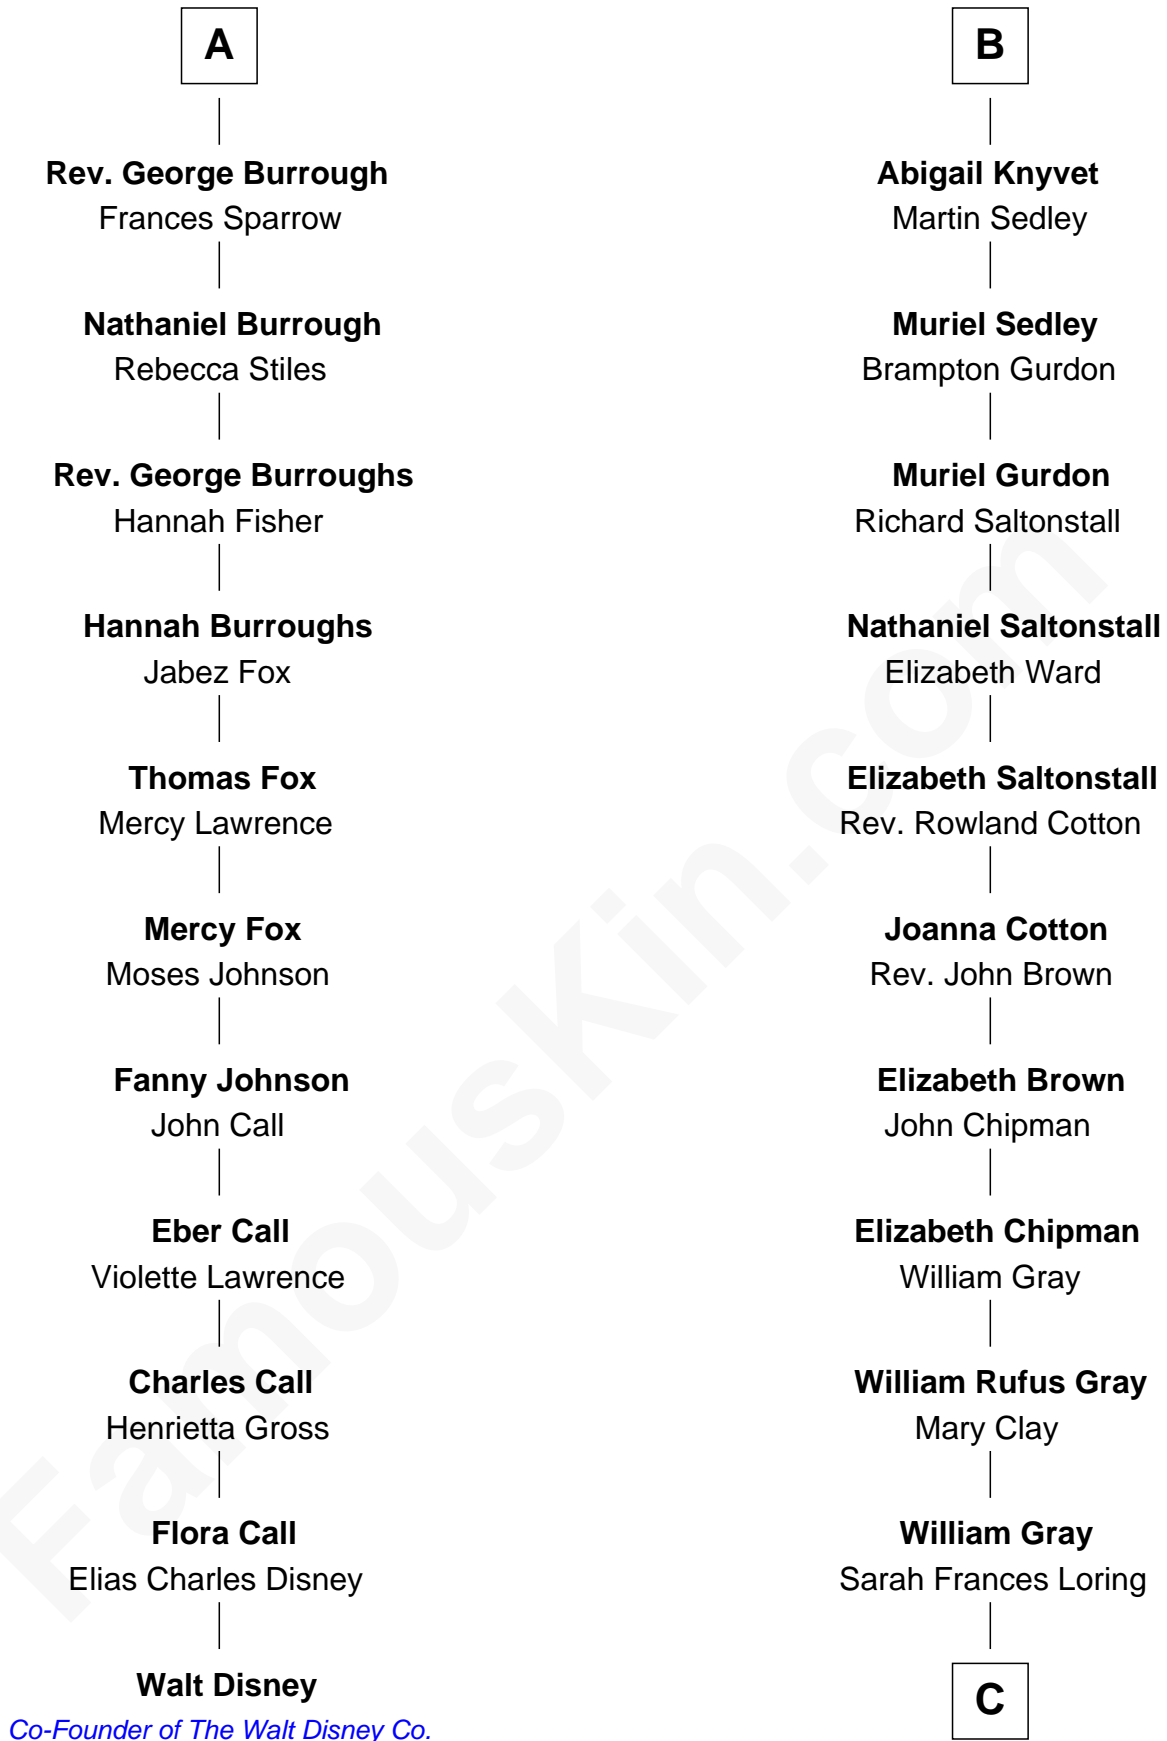 A
Rev. George Burrough
Frances Sparrow
Nathaniel Burrough
Rebecca Stiles
Rev. George Burroughs
Hannah Fisher
Hannah Burroughs
Jabez Fox
Thomas Fox
Mercy Lawrence
Mercy Fox
Moses Johnson
Fanny Johnson
John Call
Eber Call
Violette Lawrence
Charles Call
Henrietta Gross
Flora Call
Elias Charles Disney
Walt Disney
Co-Founder of The Walt Disney Co.
B
Abigail Knyvet
Martin Sedley
Muriel Sedley
Brampton Gurdon
Muriel Gurdon
Richard Saltonstall
Nathaniel Saltonstall
Elizabeth Ward
Elizabeth Saltonstall
Rev. Rowland Cotton
Joanna Cotton
Rev. John Brown
Elizabeth Brown
John Chipman
Elizabeth Chipman
William Gray
William Rufus Gray
Mary Clay
William Gray
Sarah Frances Loring
C
FamousKin.com